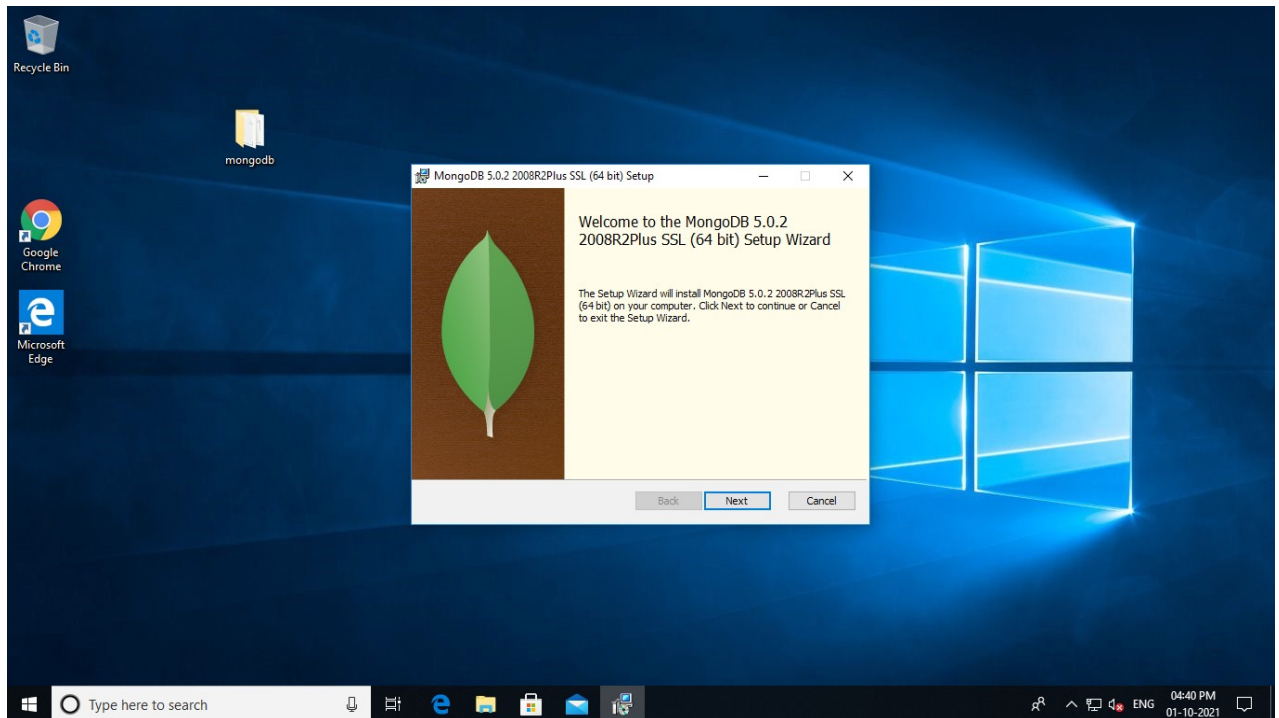 Recycle Bin
mongodb
Google
Chrome
Microsoft
Edge
MongoDB 5.0.2 2008R2Plus SSL (64 bit) Setup
Welcome to the MongoDB 5.0.2
2008R2Plus SSL (64 bit) Setup Wizard
The Setup Wizard will install MongoDB 5.0.2 2008R2Plus SSL
(64 bit) on your computer. Click Next to continue or Cancel
to exit the Setup Wizard.
Back
Next
Cancel
Type here to search
ENG
04:40 PM
01-10-2021